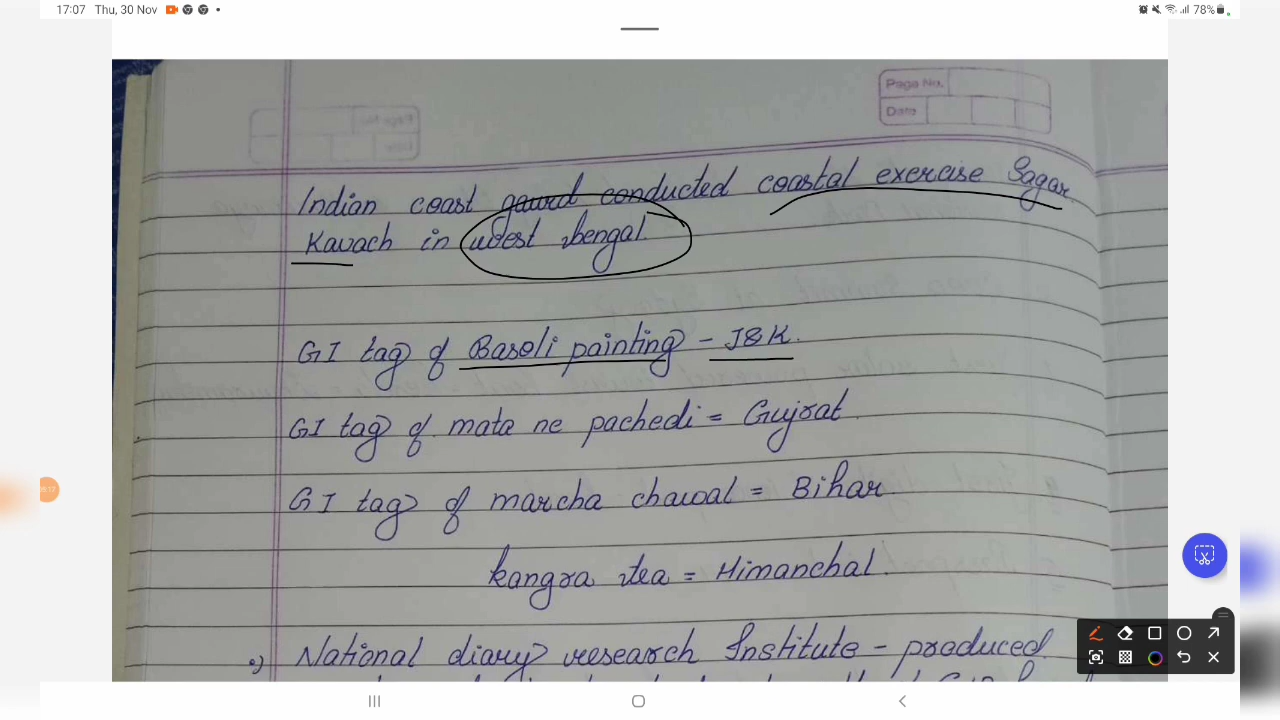 17:07 Thu, 30 Nov
78%
Page No.
Date
Indian coast gaurd conducted coastal exercise Sagar
Kavach in west bengal.
GI tag of Basoli painting - J&K.
GI tag of mata ne pachedi = Gujrat.
GI tag of marcha chawal = Bihar.
kangra tea = Himanchal.
National diary research Institute - produced